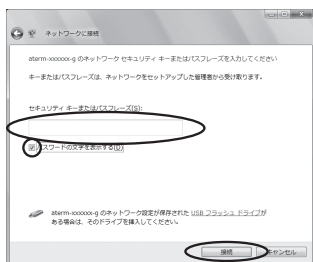 ネットワークに接続
aterm-xxxxxx-g のネットワーク セキュリティ キーまたはパスフレーズを入力してください
キーまたはパスフレーズは、ネットワークをセットアップした管理者から受け取ります。
セキュリティ キーまたはパスフレーズ(S):
パスワードの文字を表示する(D)
aterm-xxxxxx-g のネットワーク設定が保存された USB フラッシュ ドライブが
ある場合は、そのドライブを挿入してください。
接続 キャンセル